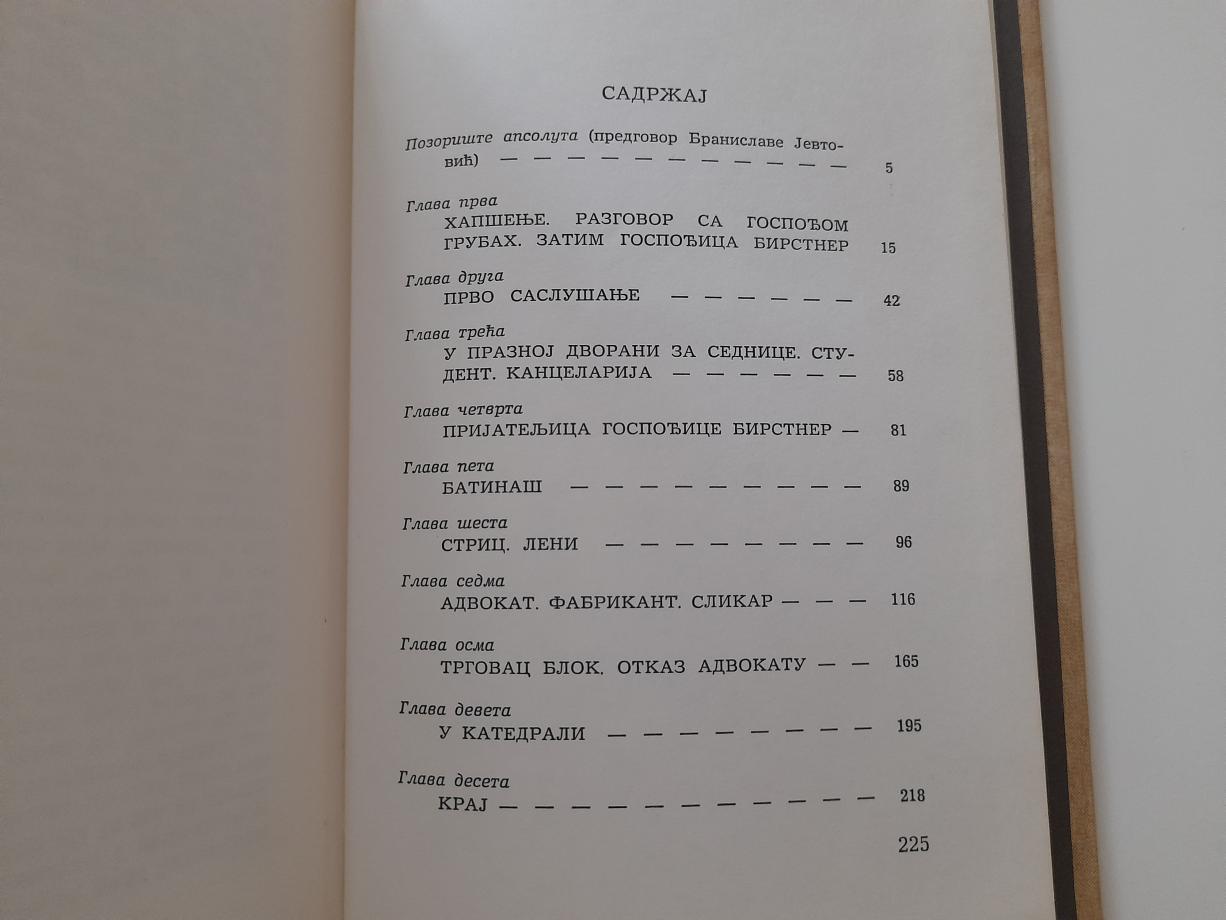 САДРЖАЈ
Позориште апсолута (предговор Браниславе Јевто-
вић) — — — — — — — — — — — 5
Глава прва
ХАПШЕЊЕ. РАЗГОВОР СА ГОСПОЂОМ
ГРУБАХ. ЗАТИМ ГОСПОЂИЦА БИРСТНЕР 15
Глава друга
ПРВО САСЛУШАЊЕ — — — — — — 42
Глава трећа
У ПРАЗНОЈ ДВОРАНИ ЗА СЕДНИЦЕ. СТУ-
ДЕНТ. КАНЦЕЛАРИЈА — — — — — — 58
Глава четврта
ПРИЈАТЕЉИЦА ГОСПОЂИЦЕ БИРСТНЕР — 81
Глава пета
БАТИНАШ — — — — — — — — — 89
Глава шеста
СТРИЦ. ЛЕНИ — — — — — — — — 96
Глава седма
АДВОКАТ. ФАБРИКАНТ. СЛИКАР — — — 116
Глава осма
ТРГОВАЦ БЛОК. ОТКАЗ АДВОКАТУ — — 165
Глава девета
У КАТЕДРАЛИ — — — — — — — — 195
Глава десета
КРАЈ — — — — — — — — — — — 218
225